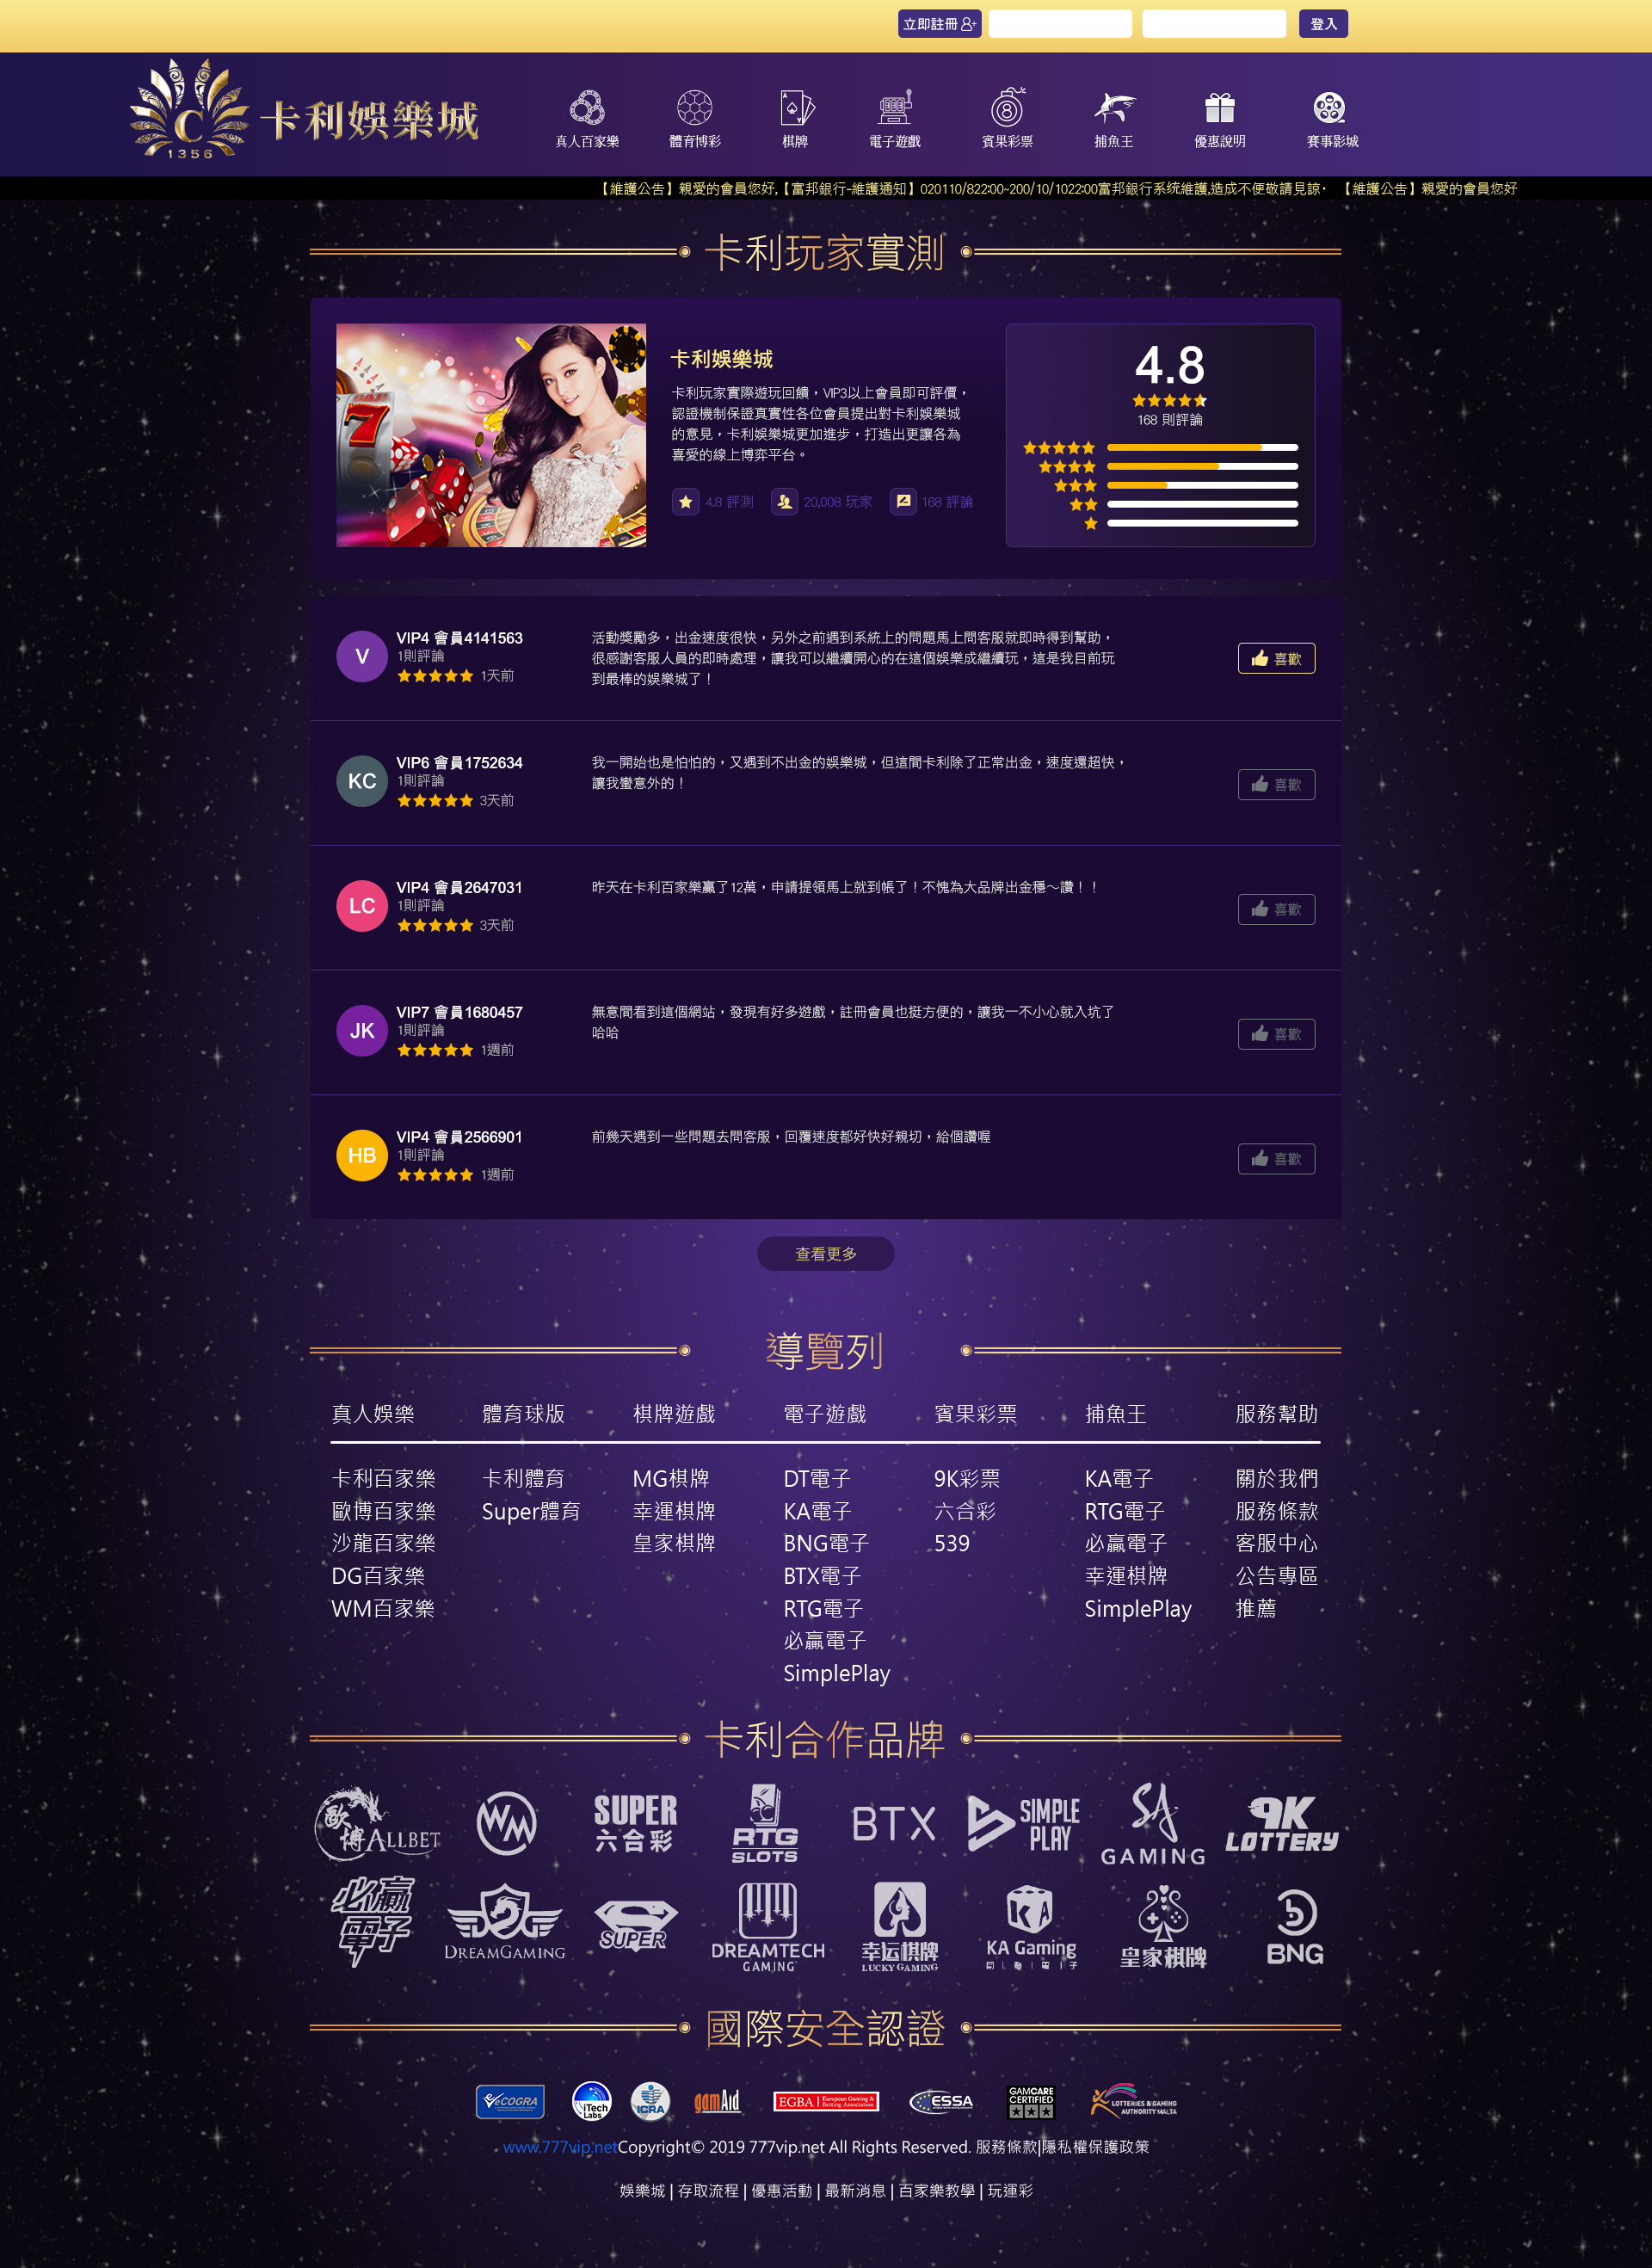 立即註冊
登入
C
1356
卡利娛樂城
真人百家樂
體育博彩
棋牌
電子遊戲
賓果彩票
捕魚王
優惠說明
賽事影城
【維護公告】親愛的會員您好,【富邦銀行-維護通知】020110/822:00~200/10/1022:00富邦銀行系統維護,造成不便敬請見諒· 【維護公告】親愛的會員您好
卡利玩家實測
卡利娛樂城
卡利玩家實際遊玩回饋，VIP3以上會員即可評價，
認證機制保證真實性各位會員提出對卡利娛樂城
的意見，卡利娛樂城更加進步，打造出更讓各為
喜愛的線上博弈平台。
4.8 評測
20,008 玩家
168 評論
4.8
168 則評論
V
VIP4 會員4141563
1則評論
1天前
活動獎勵多，出金速度很快，另外之前遇到系統上的問題馬上問客服就即時得到幫助，
很感謝客服人員的即時處理，讓我可以繼續開心的在這個娛樂成繼續玩，這是我目前玩
到最棒的娛樂城了！
喜歡
KC
VIP6 會員1752634
1則評論
3天前
我一開始也是怕怕的，又遇到不出金的娛樂城，但這間卡利除了正常出金，速度還超快，
讓我蠻意外的！
喜歡
LC
VIP4 會員2647031
1則評論
3天前
昨天在卡利百家樂贏了12萬，申請提領馬上就到帳了！不愧為大品牌出金穩～讚！！
喜歡
JK
VIP7 會員1680457
1則評論
1週前
無意間看到這個網站，發現有好多遊戲，註冊會員也挺方便的，讓我一不小心就入坑了
哈哈
喜歡
HB
VIP4 會員2566901
1則評論
1週前
前幾天遇到一些問題去問客服，回覆速度都好快好親切，給個讚喔
喜歡
查看更多
導覽列
真人娛樂
體育球版
棋牌遊戲
電子遊戲
賓果彩票
捕魚王
服務幫助
卡利百家樂
歐博百家樂
沙龍百家樂
DG百家樂
WM百家樂
卡利體育
Super體育
MG棋牌
幸運棋牌
皇家棋牌
DT電子
KA電子
BNG電子
BTX電子
RTG電子
必贏電子
SimplePlay
9K彩票
六合彩
539
KA電子
RTG電子
必贏電子
幸運棋牌
SimplePlay
關於我們
服務條款
客服中心
公告專區
推薦
卡利合作品牌
歐博 ALLBET
WM
SUPER
六合彩
RTG
SLOTS
BTX
SIMPLE
PLAY
SA
GAMING
9K
LOTTERY
必贏
電子
DREAMGAMING
SUPER
DREAMTECH
GAMING
幸运棋牌
LUCKY GAMING
KA
KA Gaming
皇家棋牌
BNG
國際安全認證
eCOGRA
iTech
Labs
ICRA
gamAid
EGBA European Gaming &
Betting Association
ESSA
GAMCARE
CERTIFIED
LOTTERIES & GAMING
AUTHORITY MALTA
www.777vip.netCopyright© 2019 777vip.net All Rights Reserved. 服務條款|隱私權保護政策
娛樂城 | 存取流程 | 優惠活動 | 最新消息 | 百家樂教學 | 玩運彩